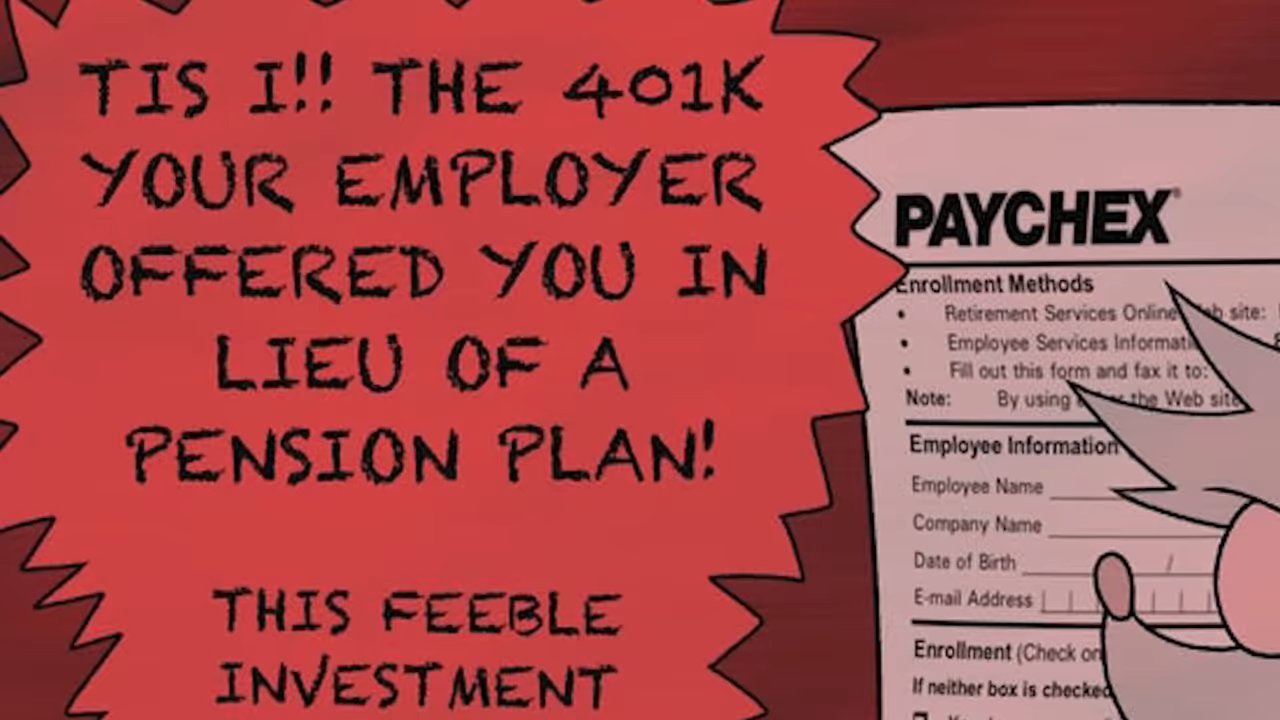 TIS I!! THE 401K
YOUR EMPLOYER
OFFERED YOU IN
LIEU OF A
PENSION PLAN!
THIS FEEBLE
INVESTMENT
PAYCHEX®
Enrollment Methods
• Retirement Services Online site:
• Employee Services
• Fill out this form and fax it to:
Note: By using the Web site
Employee Information
Employee Name
Company Name
Date of Birth /
E-mail Address
Enrollment (Check on
If neither box is checked